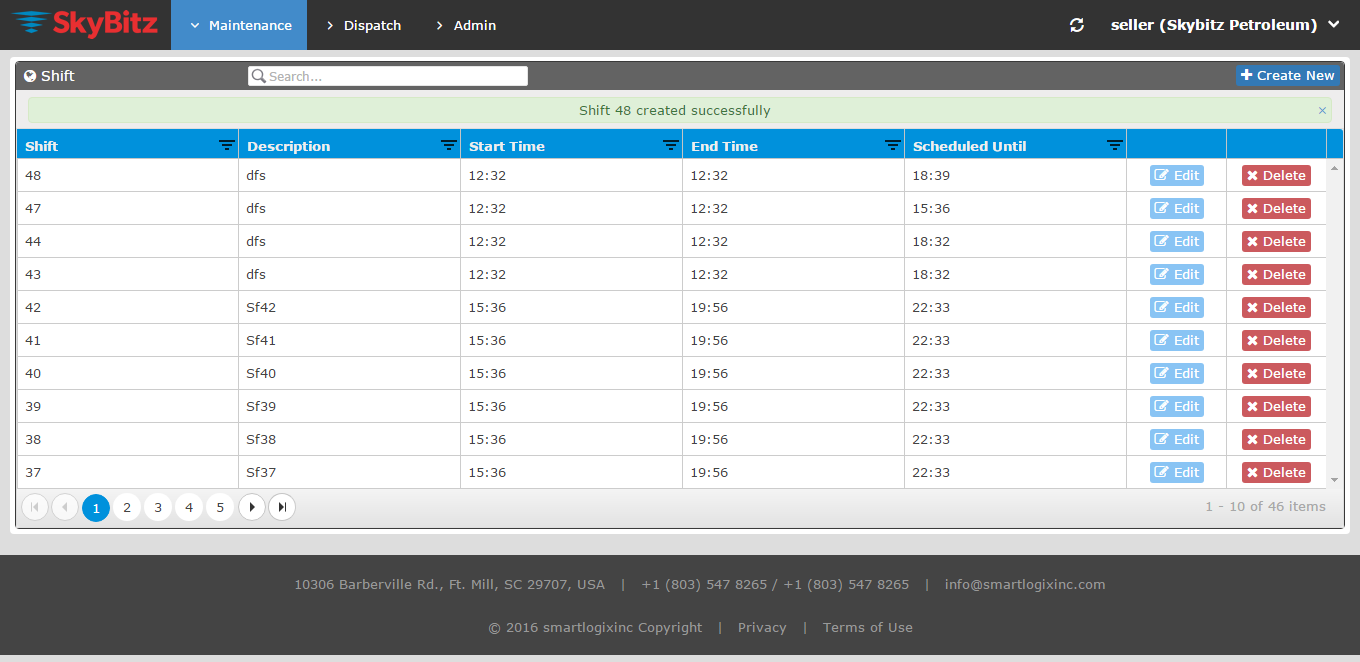 SkyBitz Maintenance Dispatch Admin seller (Skybitz Petroleum)
Shift Search... Create New
Shift 48 created successfully ×
Shift Description Start Time End Time Scheduled Until
48 dfs 12:32 12:32 18:39 Edit Delete
47 dfs 12:32 12:32 15:36 Edit Delete
44 dfs 12:32 12:32 18:32 Edit Delete
43 dfs 12:32 12:32 18:32 Edit Delete
42 Sf42 15:36 19:56 22:33 Edit Delete
41 Sf41 15:36 19:56 22:33 Edit Delete
40 Sf40 15:36 19:56 22:33 Edit Delete
39 Sf39 15:36 19:56 22:33 Edit Delete
38 Sf38 15:36 19:56 22:33 Edit Delete
37 Sf37 15:36 19:56 22:33 Edit Delete
1 2 3 4 5 1 - 10 of 46 items
10306 Barberville Rd., Ft. Mill, SC 29707, USA | +1 (803) 547 8265 / +1 (803) 547 8265 | info@smartlogixinc.com
© 2016 smartlogixinc Copyright | Privacy | Terms of Use